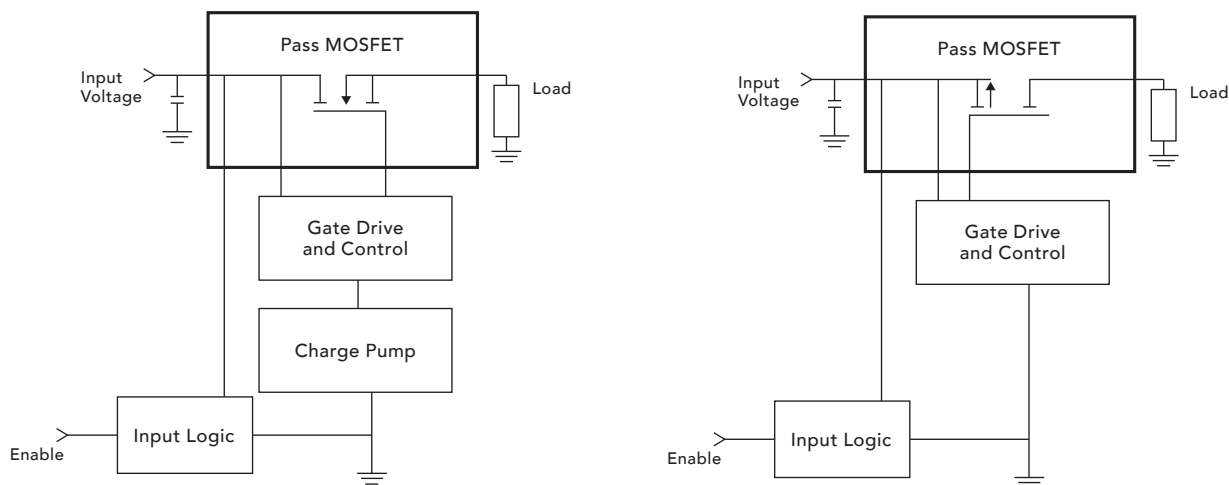 Pass MOSFET
Input
Voltage
Load
Gate Drive
and Control
Charge Pump
Input Logic
Enable
Pass MOSFET
Input
Voltage
Load
Gate Drive
and Control
Input Logic
Enable